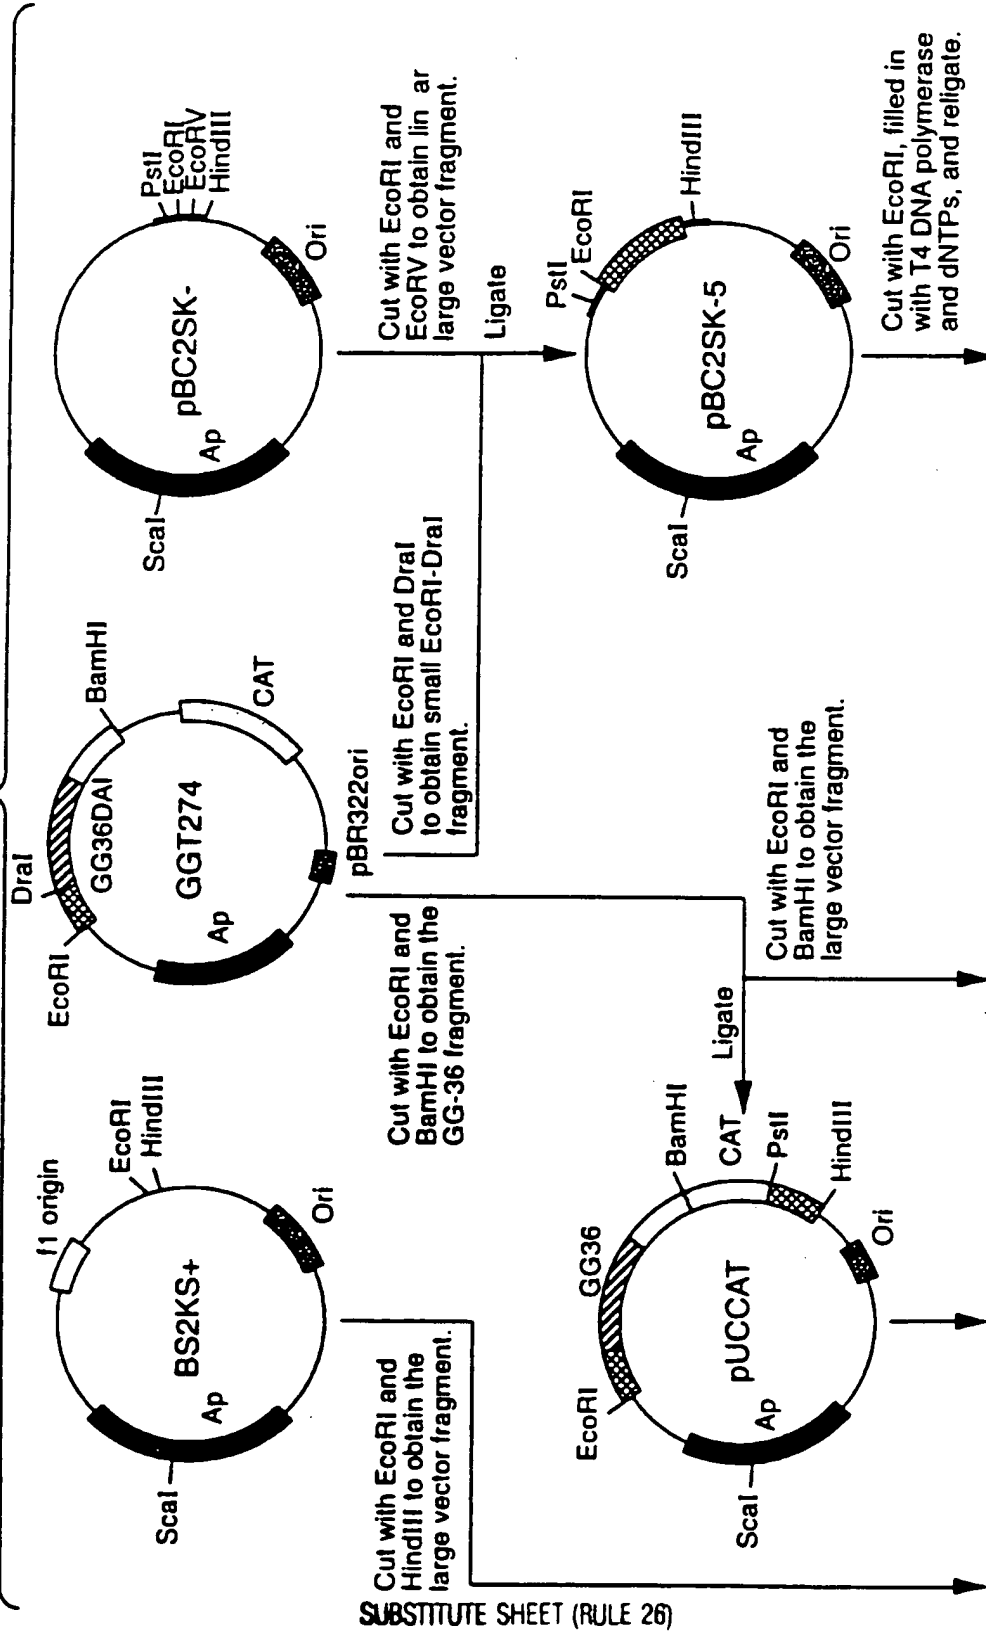 f1 origin
EcoRI
HindIII
Ori
BS2KS+
Ap
ScaI
DraI
EcoRI
GG36DAI
BamHI
CAT
GGT274
Ap
pBR322ori
PstI
EcoRI
EcoRV
HindIII
Ori
pBC2SK-
Ap
ScaI
Cut with EcoRI and
HindIII to obtain the
large vector fragment.
Cut with EcoRI and
BamHI to obtain the
GG-36 fragment.
Cut with EcoRI and DraI
to obtain small EcoRI-DraI
fragment.
Cut with EcoRI and
EcoRV to obtain lin ar
large vector fragment.
Ligate
Ligate
GG36
EcoRI
BamHI
CAT
PstI
HindIII
Ori
pUCCAT
Ap
ScaI
Cut with EcoRI and
BamHI to obtain the
large vector fragment.
PstI
EcoRI
HindIII
Ori
pBC2SK-5
Ap
ScaI
Cut with EcoRI, filled in
with T4 DNA polymerase
and dNTPs, and religate.
SUBSTITUTE SHEET (RULE 26)